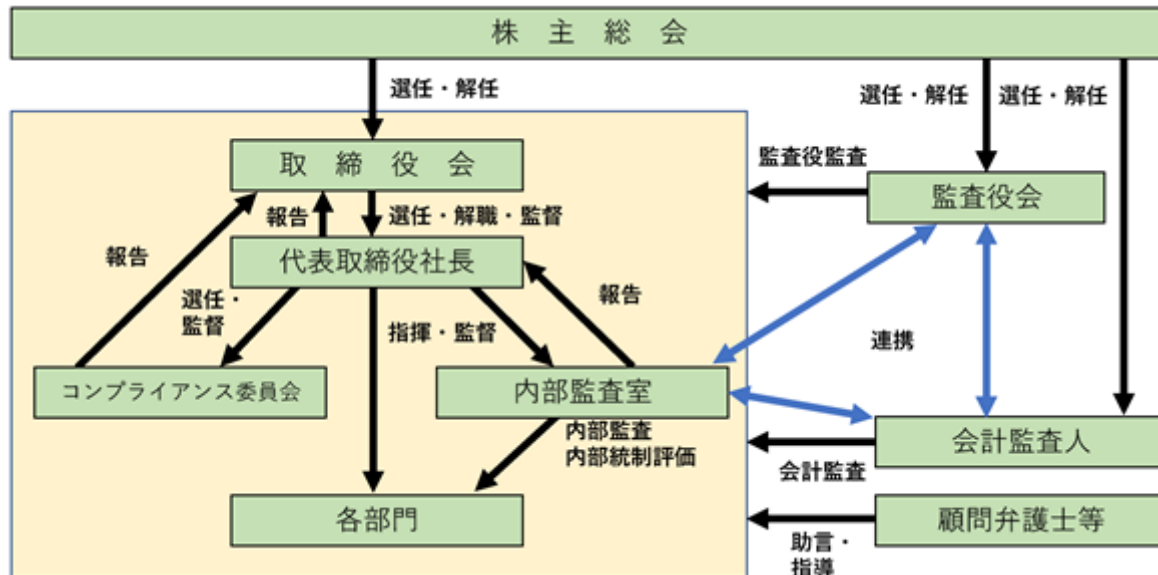 株　主　総　会
選任・解任
選任・解任
選任・解任
取　締　役　会
監査役監査
監査役会
報告
選任・解職・監督
報告
代表取締役社長
選任・
監督
報告
指揮・監督
連携
コンプライアンス委員会
内部監査室
内部監査
内部統制評価
会計監査人
会計監査
各部門
顧問弁護士等
助言・
指導